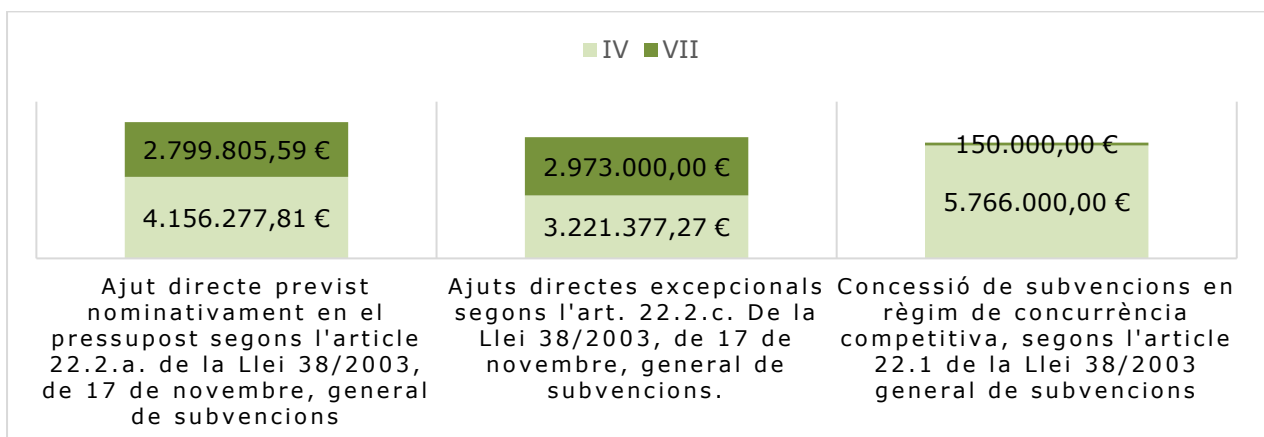 IV VII
2.799.805,59 €
4.156.277,81 €
2.973.000,00 €
3.221.377,27 €
150.000,00 €
5.766.000,00 €
Ajut directe previst
nominativament en el
pressupost segons l'article
22.2.a. de la Llei 38/2003,
de 17 de novembre, general
de subvencions
Ajuts directes excepcionals
segons l'art. 22.2.c. De la
Llei 38/2003, de 17 de
novembre, general de
subvencions.
Concessió de subvencions en
règim de concurrència
competitiva, segons l'article
22.1 de la Llei 38/2003
general de subvencions